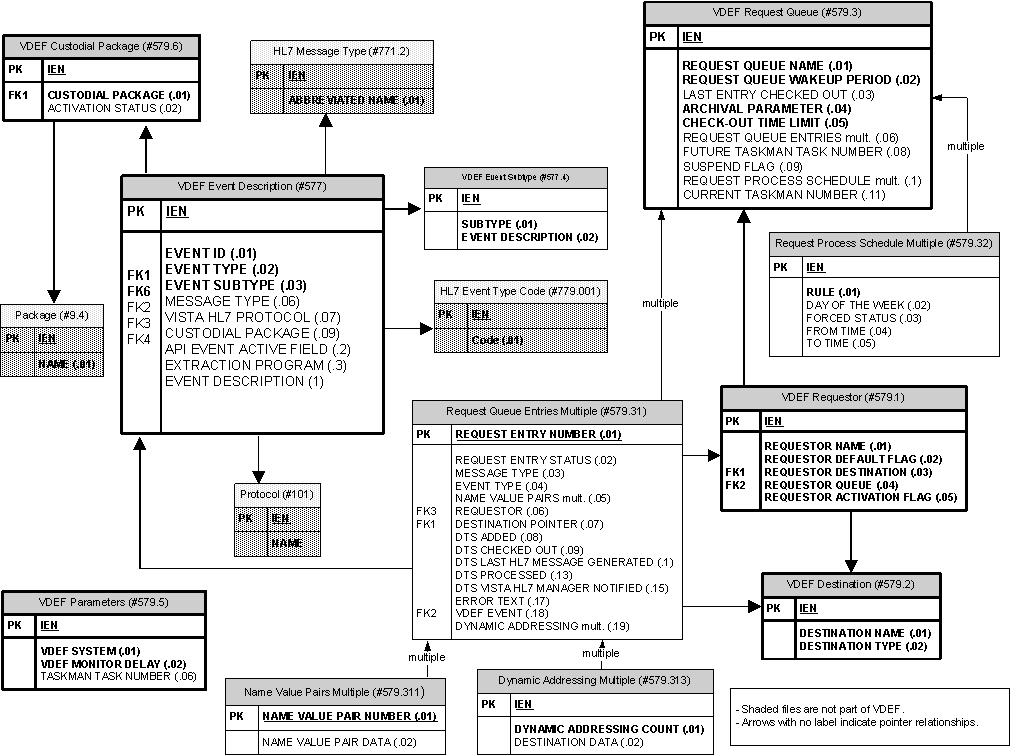 VDEF Custodial Package (#579.6)
PK IEN
FK1 CUSTODIAL PACKAGE (.01)
ACTIVATION STATUS (.02)
HL7 Message Type (#771.2)
PK IEN
ABBREVIATED NAME (.01)
VDEF Request Queue (#579.3)
PK IEN
REQUEST QUEUE NAME (.01)
REQUEST QUEUE WAKEUP PERIOD (.02)
LAST ENTRY CHECKED OUT (.03)
ARCHIVAL PARAMETER (.04)
CHECK-OUT TIME LIMIT (.05)
REQUEST QUEUE ENTRIES mult. (.06)
FUTURE TASKMAN TASK NUMBER (.08)
SUSPEND FLAG (.09)
REQUEST PROCESS SCHEDULE mult. (.1)
CURRENT TASKMAN NUMBER (.11)
multiple
VDEF Event Description (#577)
PK IEN
EVENT ID (.01)
FK1 EVENT TYPE (.02)
FK6 EVENT SUBTYPE (.03)
FK2 MESSAGE TYPE (.06)
FK3 VISTA HL7 PROTOCOL (.07)
FK4 CUSTODIAL PACKAGE (.09)
API EVENT ACTIVE FIELD (.2)
EXTRACTION PROGRAM (.3)
EVENT DESCRIPTION (1)
VDEF Event Subtype (#577.4)
PK IEN
SUBTYPE (.01)
EVENT DESCRIPTION (.02)
Request Process Schedule Multiple (#579.32)
PK IEN
RULE (.01)
DAY OF THE WEEK (.02)
FORCED STATUS (.03)
FROM TIME (.04)
TO TIME (.05)
HL7 Event Type Code (#779.001)
PK IEN
Code (.01)
multiple
Package (#9.4)
PK IEN
NAME (.01)
Request Queue Entries Multiple (#579.31)
PK REQUEST ENTRY NUMBER (.01)
REQUEST ENTRY STATUS (.02)
MESSAGE TYPE (.03)
EVENT TYPE (.04)
NAME VALUE PAIRS mult. (.05)
FK3 REQUESTOR (.06)
FK1 DESTINATION POINTER (.07)
DTS ADDED (.08)
DTS CHECKED OUT (.09)
DTS LAST HL7 MESSAGE GENERATED (.1)
DTS PROCESSED (.13)
DTS VISTA HL7 MANAGER NOTIFIED (.15)
ERROR TEXT (.17)
FK2 VDEF EVENT (.18)
DYNAMIC ADDRESSING mult. (.19)
VDEF Requestor (#579.1)
PK IEN
REQUESTOR NAME (.01)
REQUESTOR DEFAULT FLAG (.02)
FK1 REQUESTOR DESTINATION (.03)
FK2 REQUESTOR QUEUE (.04)
REQUESTOR ACTIVATION FLAG (.05)
Protocol (#101)
PK IEN
NAME
VDEF Destination (#579.2)
PK IEN
DESTINATION NAME (.01)
DESTINATION TYPE (.02)
VDEF Parameters (#579.5)
PK IEN
VDEF SYSTEM (.01)
VDEF MONITOR DELAY (.02)
TASKMAN TASK NUMBER (.06)
multiple
multiple
Name Value Pairs Multiple (#579.311)
PK NAME VALUE PAIR NUMBER (.01)
NAME VALUE PAIR DATA (.02)
Dynamic Addressing Multiple (#579.313)
PK IEN
DYNAMIC ADDRESSING COUNT (.01)
DESTINATION DATA (.02)
- Shaded files are not part of VDEF.
- Arrows with no label indicate pointer relationships.